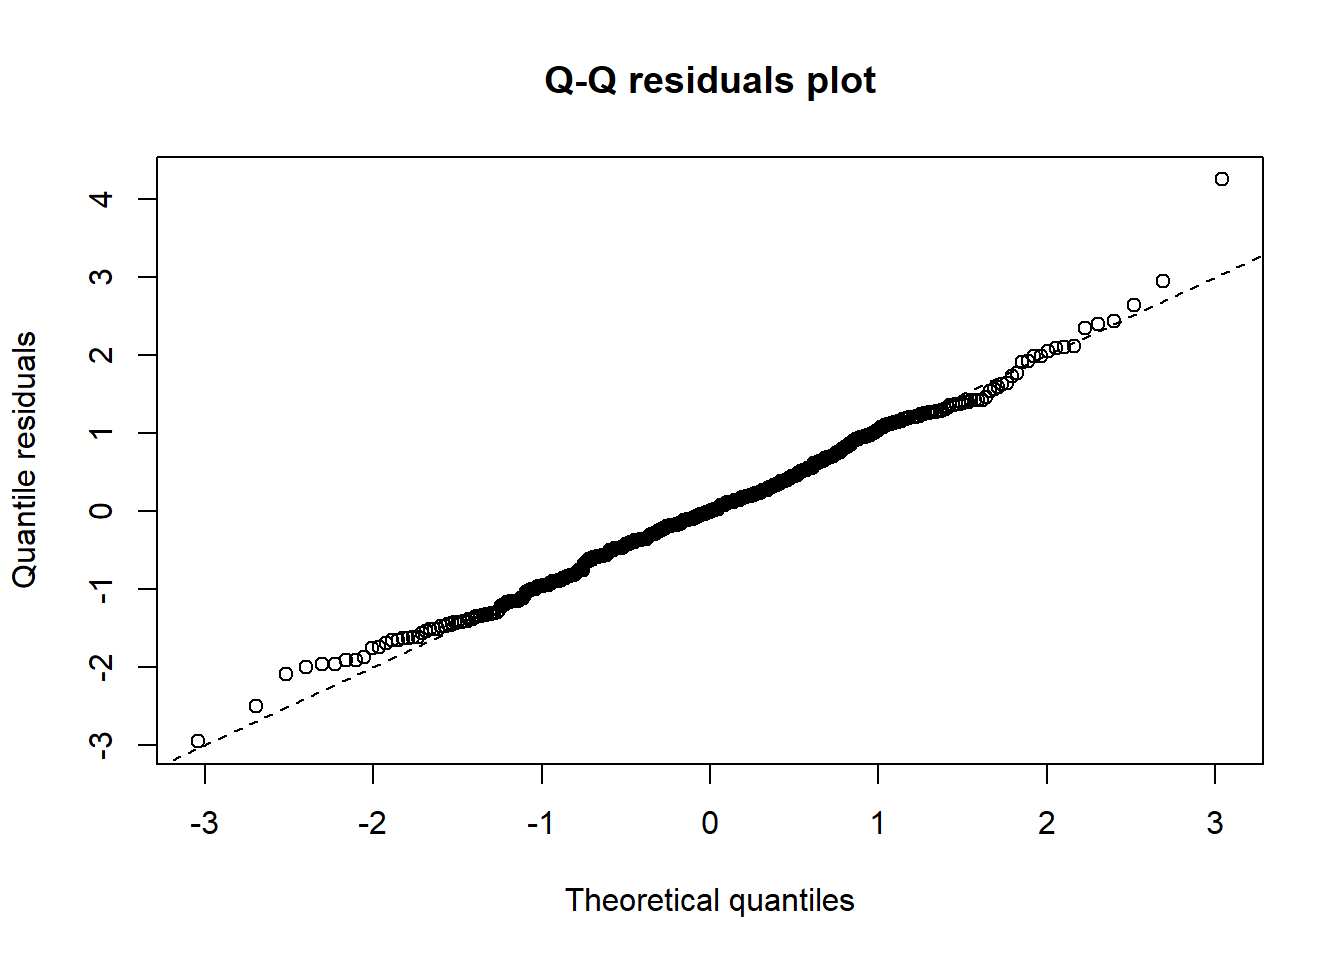 Q-Q residuals plot
Quantile residuals
4
3
2
1
0
-1
-2
-3
-3 -2 -1 0 1 2 3
Theoretical quantiles